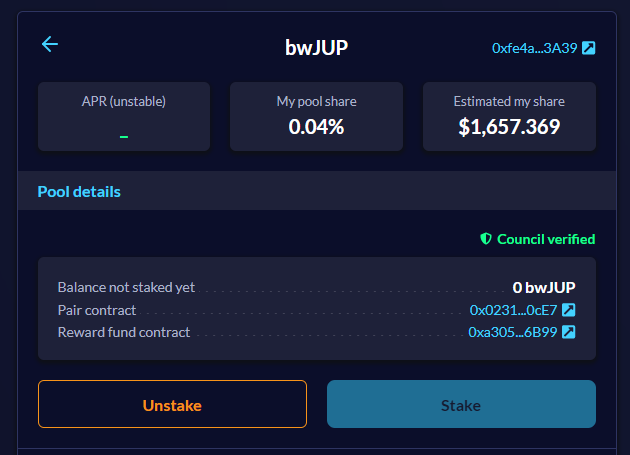 bwJUP 0xfe4a...3A39
APR (unstable) My pool share Estimated my share
– 0.04% $1,657.369
Pool details
Council verified
Balance not staked yet 0 bwJUP
Pair contract 0x0231...0cE7
Reward fund contract 0xa305...6B99
Unstake Stake